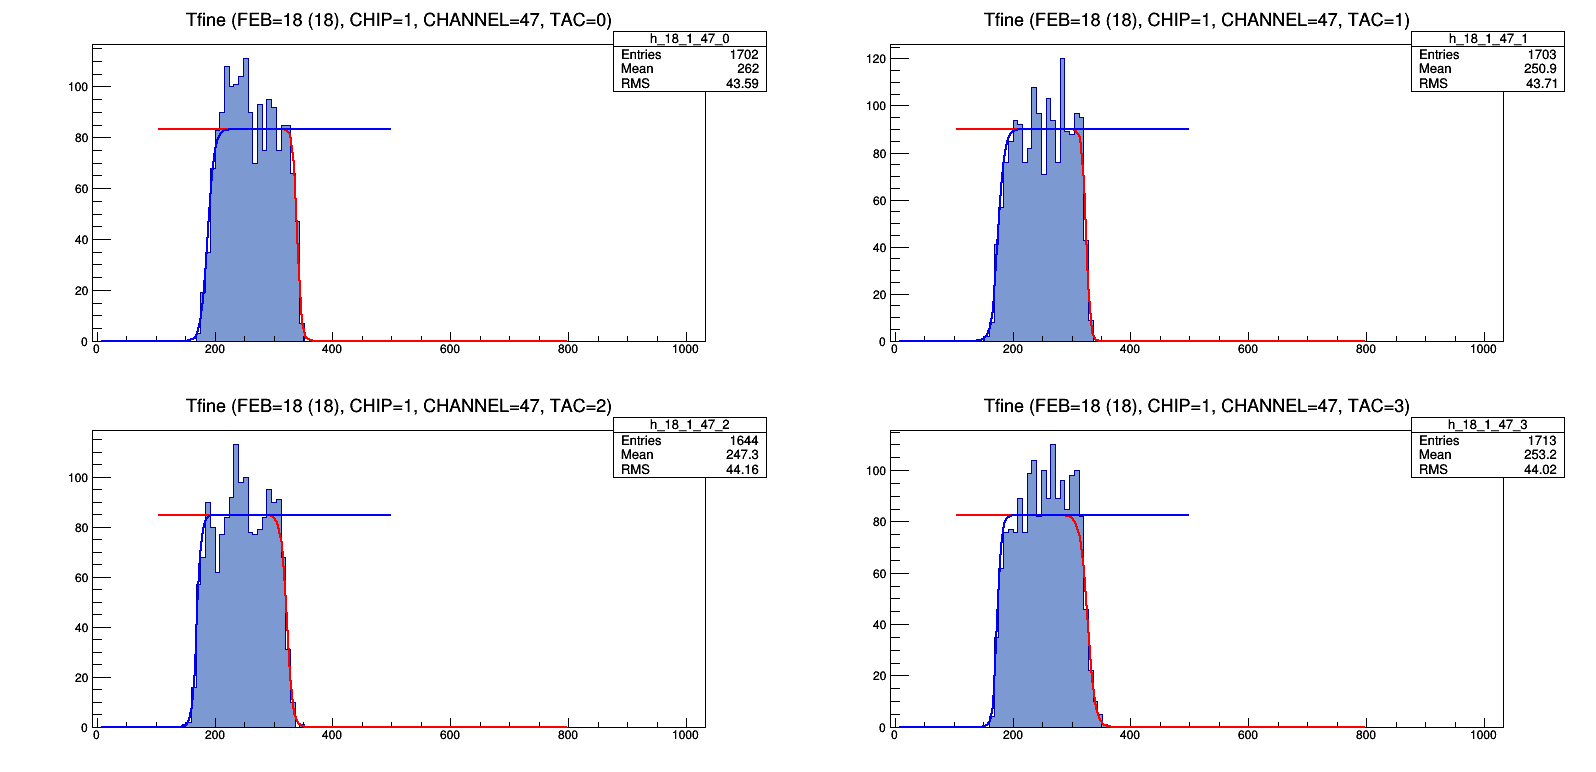 Tfine (FEB=18 (18), CHIP=1, CHANNEL=47, TAC=0)
h_18_1_47_0
Entries 1702
Mean 262
RMS 43.59
100
80
60
40
20
0
0 200 400 600 800 1000
Tfine (FEB=18 (18), CHIP=1, CHANNEL=47, TAC=1)
h_18_1_47_1
Entries 1703
Mean 250.9
RMS 43.71
120
100
80
60
40
20
0
0 200 400 600 800 1000
Tfine (FEB=18 (18), CHIP=1, CHANNEL=47, TAC=2)
h_18_1_47_2
Entries 1644
Mean 247.3
RMS 44.16
100
80
60
40
20
0
0 200 400 600 800 1000
Tfine (FEB=18 (18), CHIP=1, CHANNEL=47, TAC=3)
h_18_1_47_3
Entries 1713
Mean 253.2
RMS 44.02
100
80
60
40
20
0
0 200 400 600 800 1000